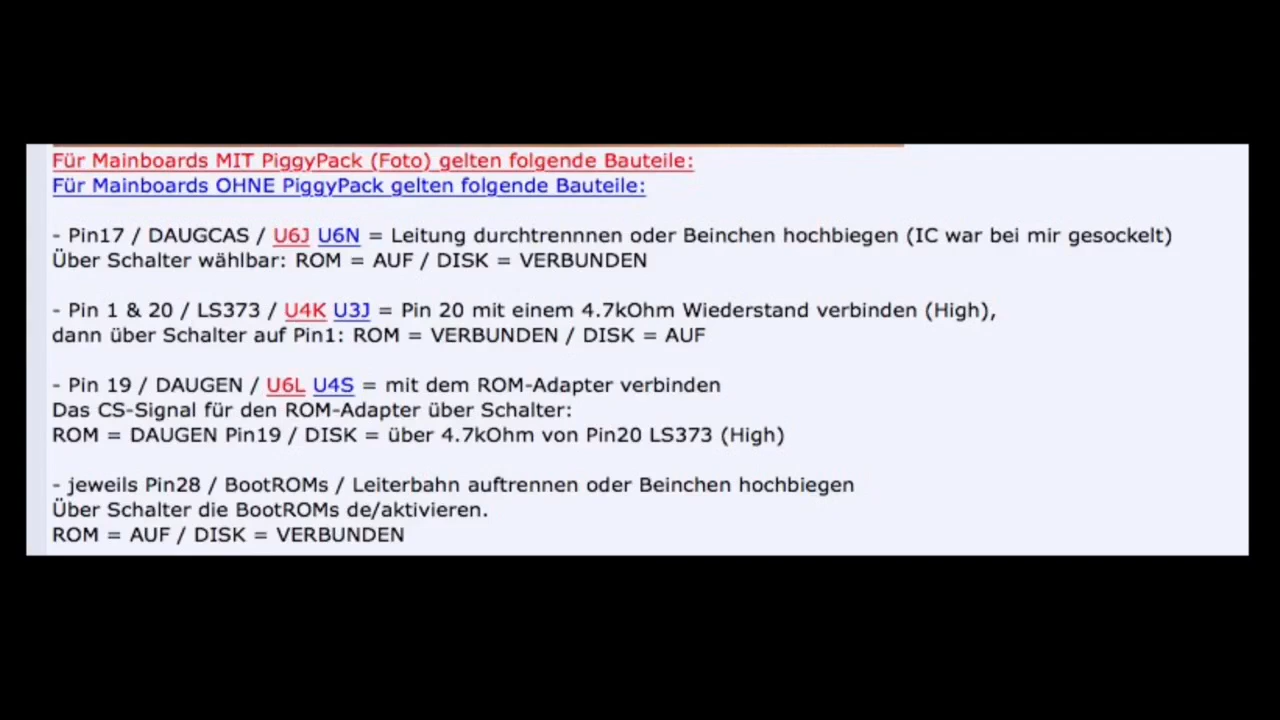 Für Mainboards MIT PiggyPack (Foto) gelten folgende Bauteile:
Für Mainboards OHNE PiggyPack gelten folgende Bauteile:
- Pin17 / DAUGCAS / U6J U6N = Leitung durchtrennnen oder Beinchen hochbiegen (IC war bei mir gesockelt)
Über Schalter wählbar: ROM = AUF / DISK = VERBUNDEN
- Pin 1 & 20 / LS373 / U4K U3J = Pin 20 mit einem 4.7kOhm Wiederstand verbinden (High),
dann über Schalter auf Pin1: ROM = VERBUNDEN / DISK = AUF
- Pin 19 / DAUGEN / U6L U4S = mit dem ROM-Adapter verbinden
Das CS-Signal für den ROM-Adapter über Schalter:
ROM = DAUGEN Pin19 / DISK = über 4.7kOhm von Pin20 LS373 (High)
- jeweils Pin28 / BootROMs / Leiterbahn auftrennen oder Beinchen hochbiegen
Über Schalter die BootROMs de/aktivieren.
ROM = AUF / DISK = VERBUNDEN